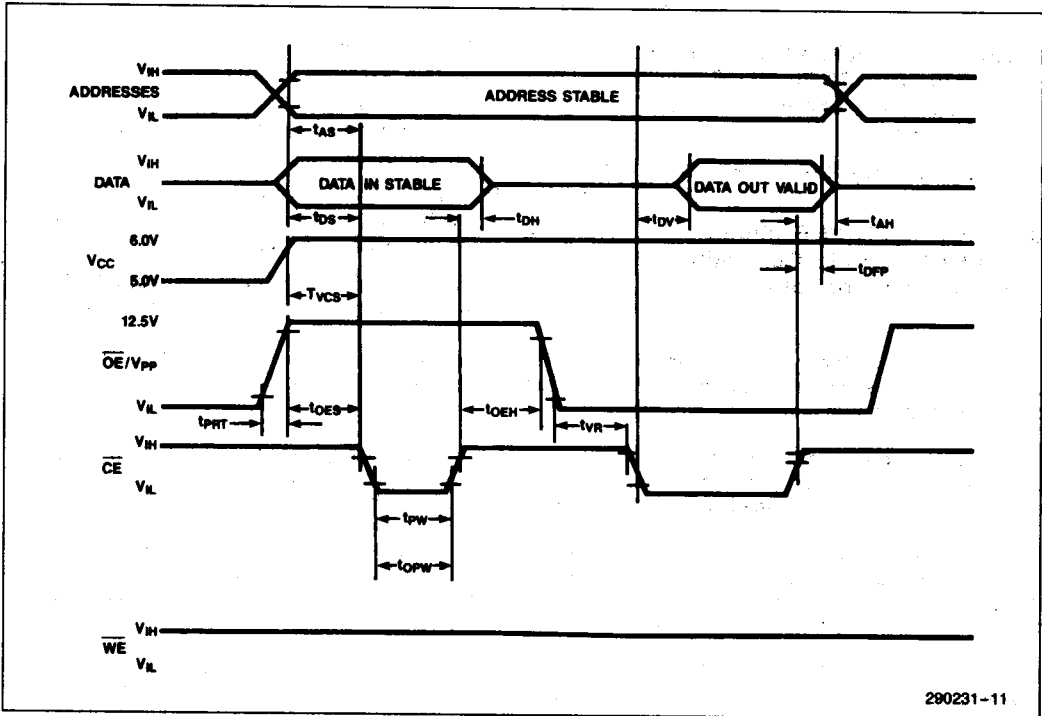 VIH
ADDRESSES
VIL
ADDRESS STABLE
tAS
VIH
DATA
VIL
DATA IN STABLE
DATA OUT VALID
tDS
tDH
tDV
tAH
6.0V
VCC
5.0V
tDFP
TVCS
12.5V
OE/VPP
VIL
tPRT
tOES
tOEH
tVR
VIH
CE
VIL
tPW
tOPW
VIH
WE
VIL
290231-11